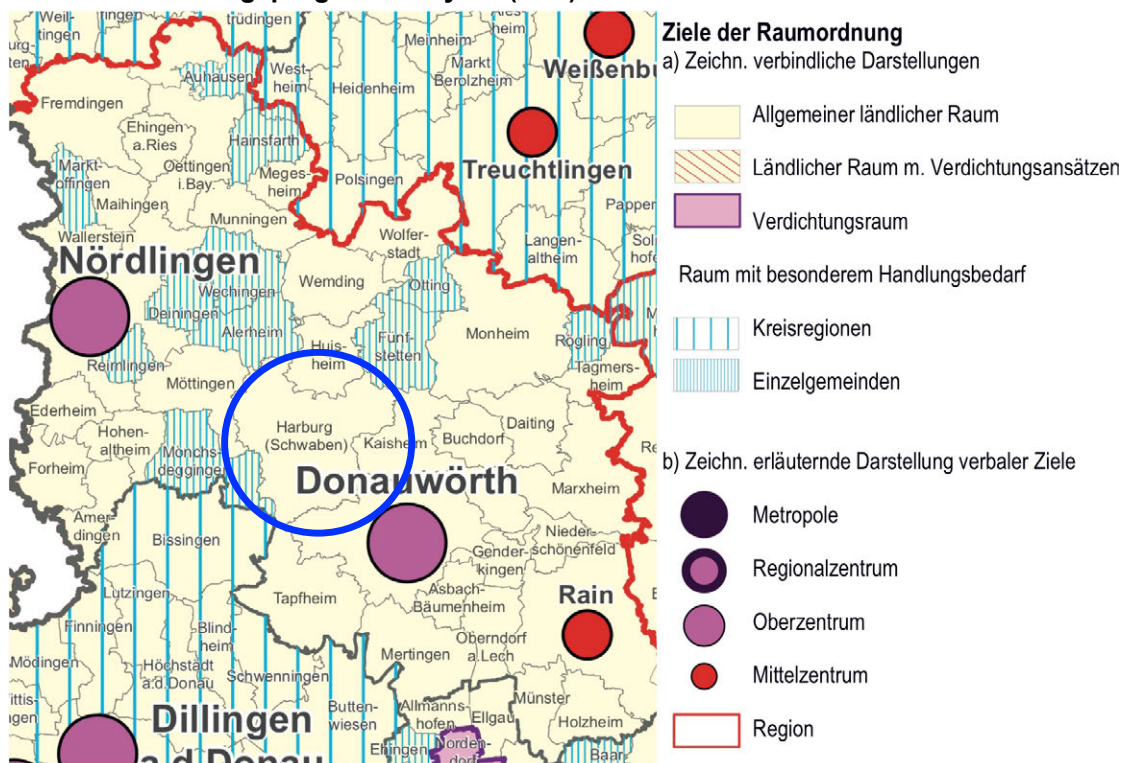 trüdingen
heim
Meinheim
Markt
Berolzheim
Weil-
tingen
Auhausen
West-
heim
Heidenheim
Fremdingen
Ehingen
a.Ries
Hainsfarth
Treuchtlingen
Markt-
offingen
Oettingen
i.Bay.
Meges-
heim
Polsingen
Maihingen
Munningen
Wallerstein
Wolfer-
stadt
Langen-
altheim
Nördlingen
Wemding
Otting
Wechingen
Deiningen
Alerheim
Fünf-
stetten
Monheim
Rögling
Huis-
heim
Reimlingen
Möttingen
Tagmers-
heim
Ederheim
Hohen-
altheim
Harburg
(Schwaben)
Kaisheim
Buchdorf
Daiting
Forheim
Mönchs-
deggingen
Donauwörth
Marxheim
Amer-
dingen
Bissingen
Nieder-
schönenfeld
Gender-
kingen
Lutzingen
Tapfheim
Asbach-
Bäumenheim
Rain
Finningen
Blind-
heim
Oberndorf
a.Lech
Mödingen
Höchstädt
a.d.Donau
Schwenningen
Mertingen
Dillingen
a.d.Donau
Butten-
wiesen
Allmanns-
hofen
Ellgau
Münster
Holzheim
Ehingen
Norden-
dorf
Baar
Ziele der Raumordnung
a) Zeichn. verbindliche Darstellungen
Allgemeiner ländlicher Raum
Ländlicher Raum m. Verdichtungsansätzen
Verdichtungsraum
Raum mit besonderem Handlungsbedarf
Kreisregionen
Einzelgemeinden
b) Zeichn. erläuternde Darstellung verbaler Ziele
Metropole
Regionalzentrum
Oberzentrum
Mittelzentrum
Region